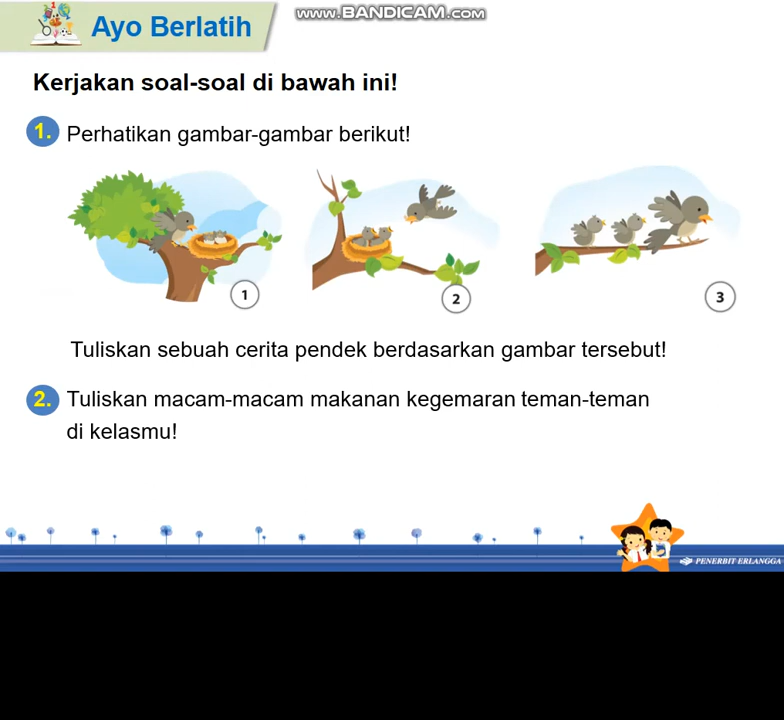 www.BANDICAM.com
Ayo Berlatih
Kerjakan soal-soal di bawah ini!
1. Perhatikan gambar-gambar berikut!
1
2
3
Tuliskan sebuah cerita pendek berdasarkan gambar tersebut!
2. Tuliskan macam-macam makanan kegemaran teman-teman
di kelasmu!
PENERBIT ERLANGGA